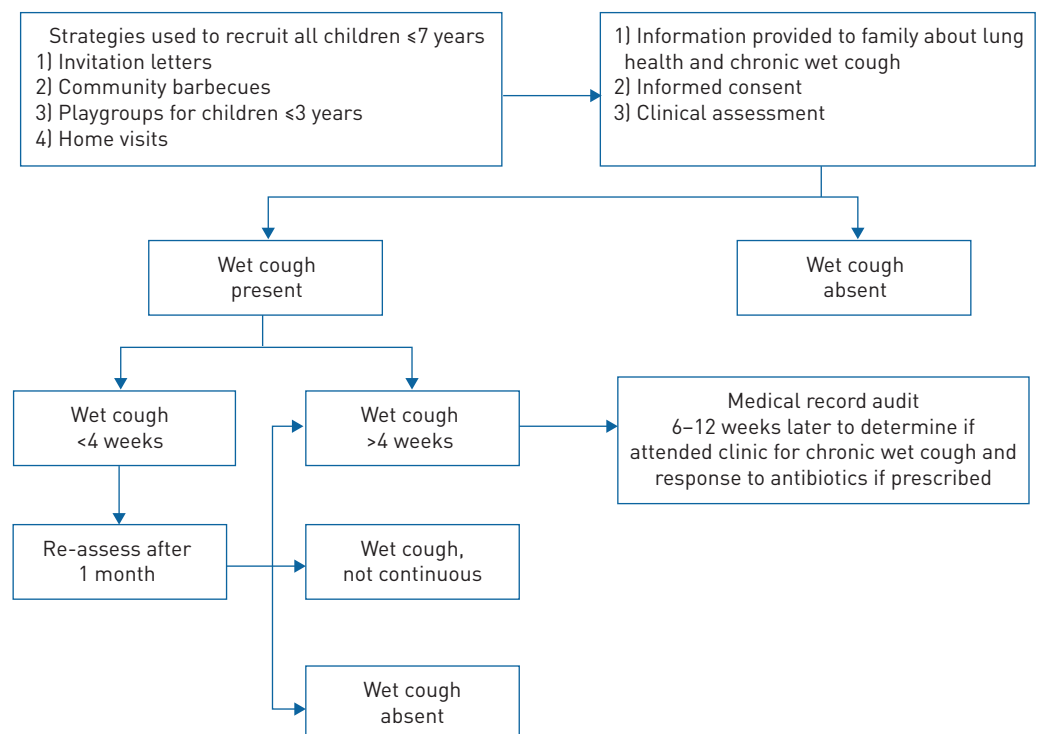 Strategies used to recruit all children ≤7 years
1) Invitation letters
2) Community barbecues
3) Playgroups for children ≤3 years
4) Home visits
1) Information provided to family about lung
health and chronic wet cough
2) Informed consent
3) Clinical assessment
Wet cough
present
Wet cough
absent
Wet cough
<4 weeks
Wet cough
>4 weeks
Medical record audit
6–12 weeks later to determine if
attended clinic for chronic wet cough and
response to antibiotics if prescribed
Re-assess after
1 month
Wet cough,
not continuous
Wet cough
absent